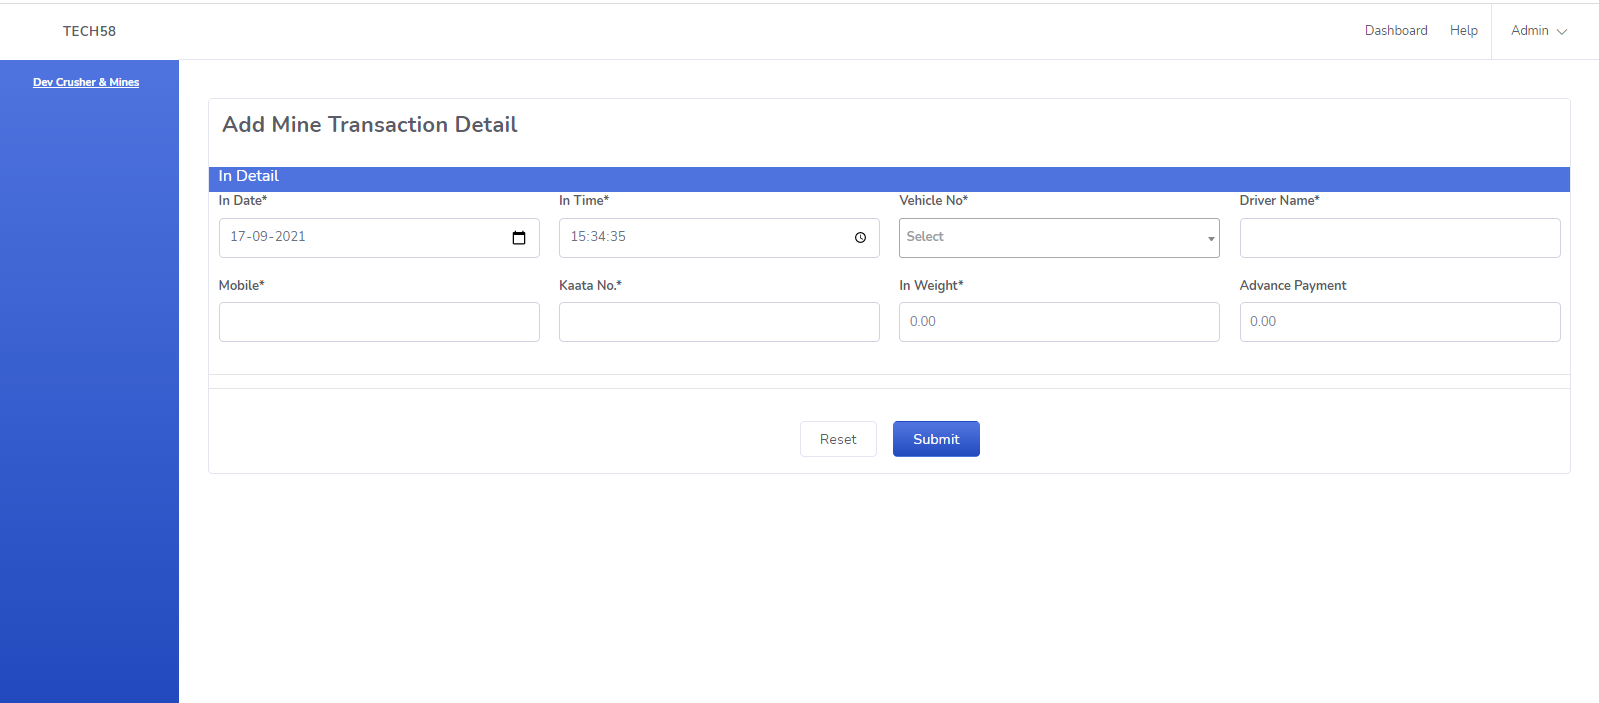 TECH58
Dashboard Help Admin
Dev Crusher & Mines
Add Mine Transaction Detail
In Detail
In Date* In Time* Vehicle No* Driver Name*
17-09-2021 15:34:35 Select
Mobile* Kaata No.* In Weight* Advance Payment
0.00 0.00
Reset Submit